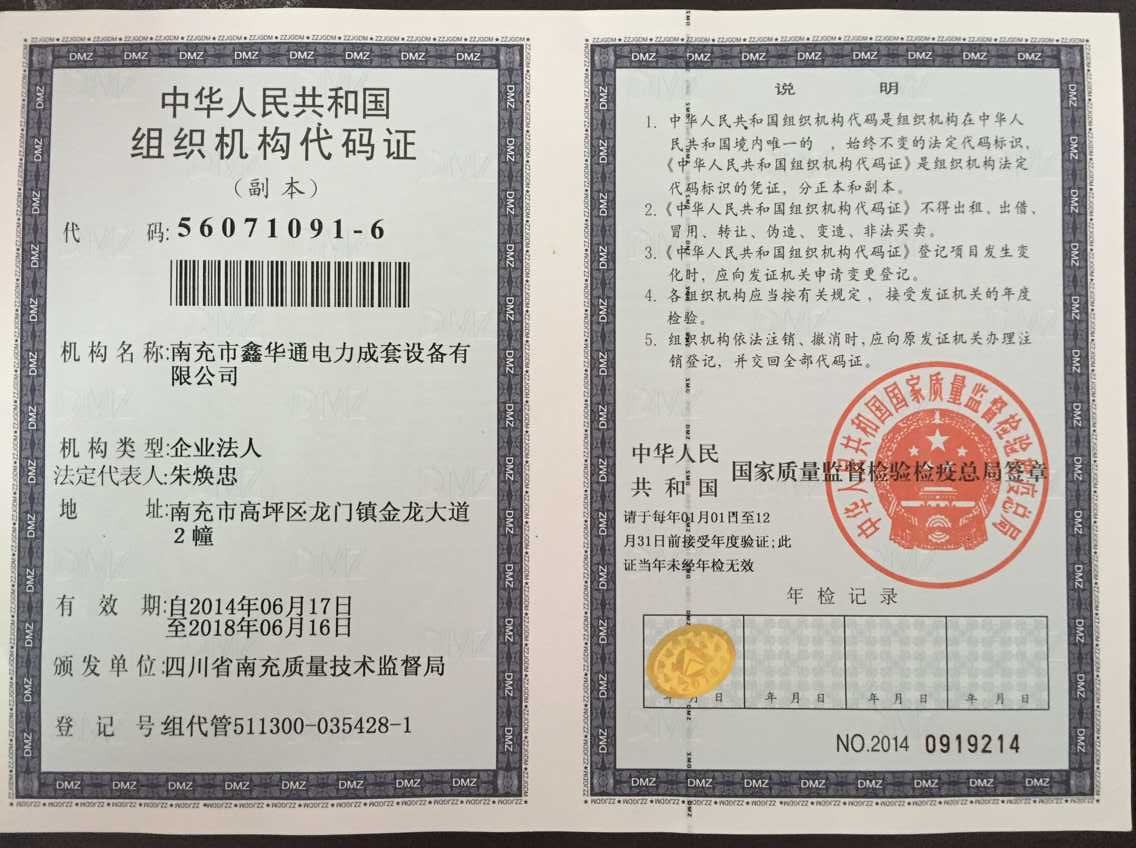 中华人民共和国
组织机构代码证
（副本）
代 码:56071091-6
机构名称:南充市鑫华通电力成套设备有
限公司
机构类型:企业法人
法定代表人:朱焕忠
地 址:南充市高坪区龙门镇金龙大道
2幢
有 效 期:自2014年06月17日
至2018年06月16日
颁发单位:四川省南充质量技术监督局
登 记 号:组代管511300-035428-1
说 明
1. 中华人民共和国组织机构代码是组织机构在中华人
民共和国境内唯一的 ，始终不变的法定代码标识，
《中华人民共和国组织机构代码证》是组织机构法定
代码标识的凭证，分正本和副本。
2.《中华人民共和国组织机构代码证》不得出租、出借、
冒用、转让、伪造、变造、非法买卖。
3.《中华人民共和国组织机构代码证》登记项目发生变
化时，应向发证机关申请变更登记。
4. 各组织机构应当按有关规定 ，接受发证机关的年度
检验。
5. 组织机构依法注销、撤消时，应向原发证机关办理注
销登记，并交回全部代码证。
中华人民
共和国
国家质量监督检验检疫总局签章
中华人民共和国国家质量监督检验检疫总局
请于每年01月01日至12
月31日前接受年度验证;此
证当年未经年检无效
年检记录
年 月 日 年 月 日 年 月 日 年 月 日
NO.2014 0919214